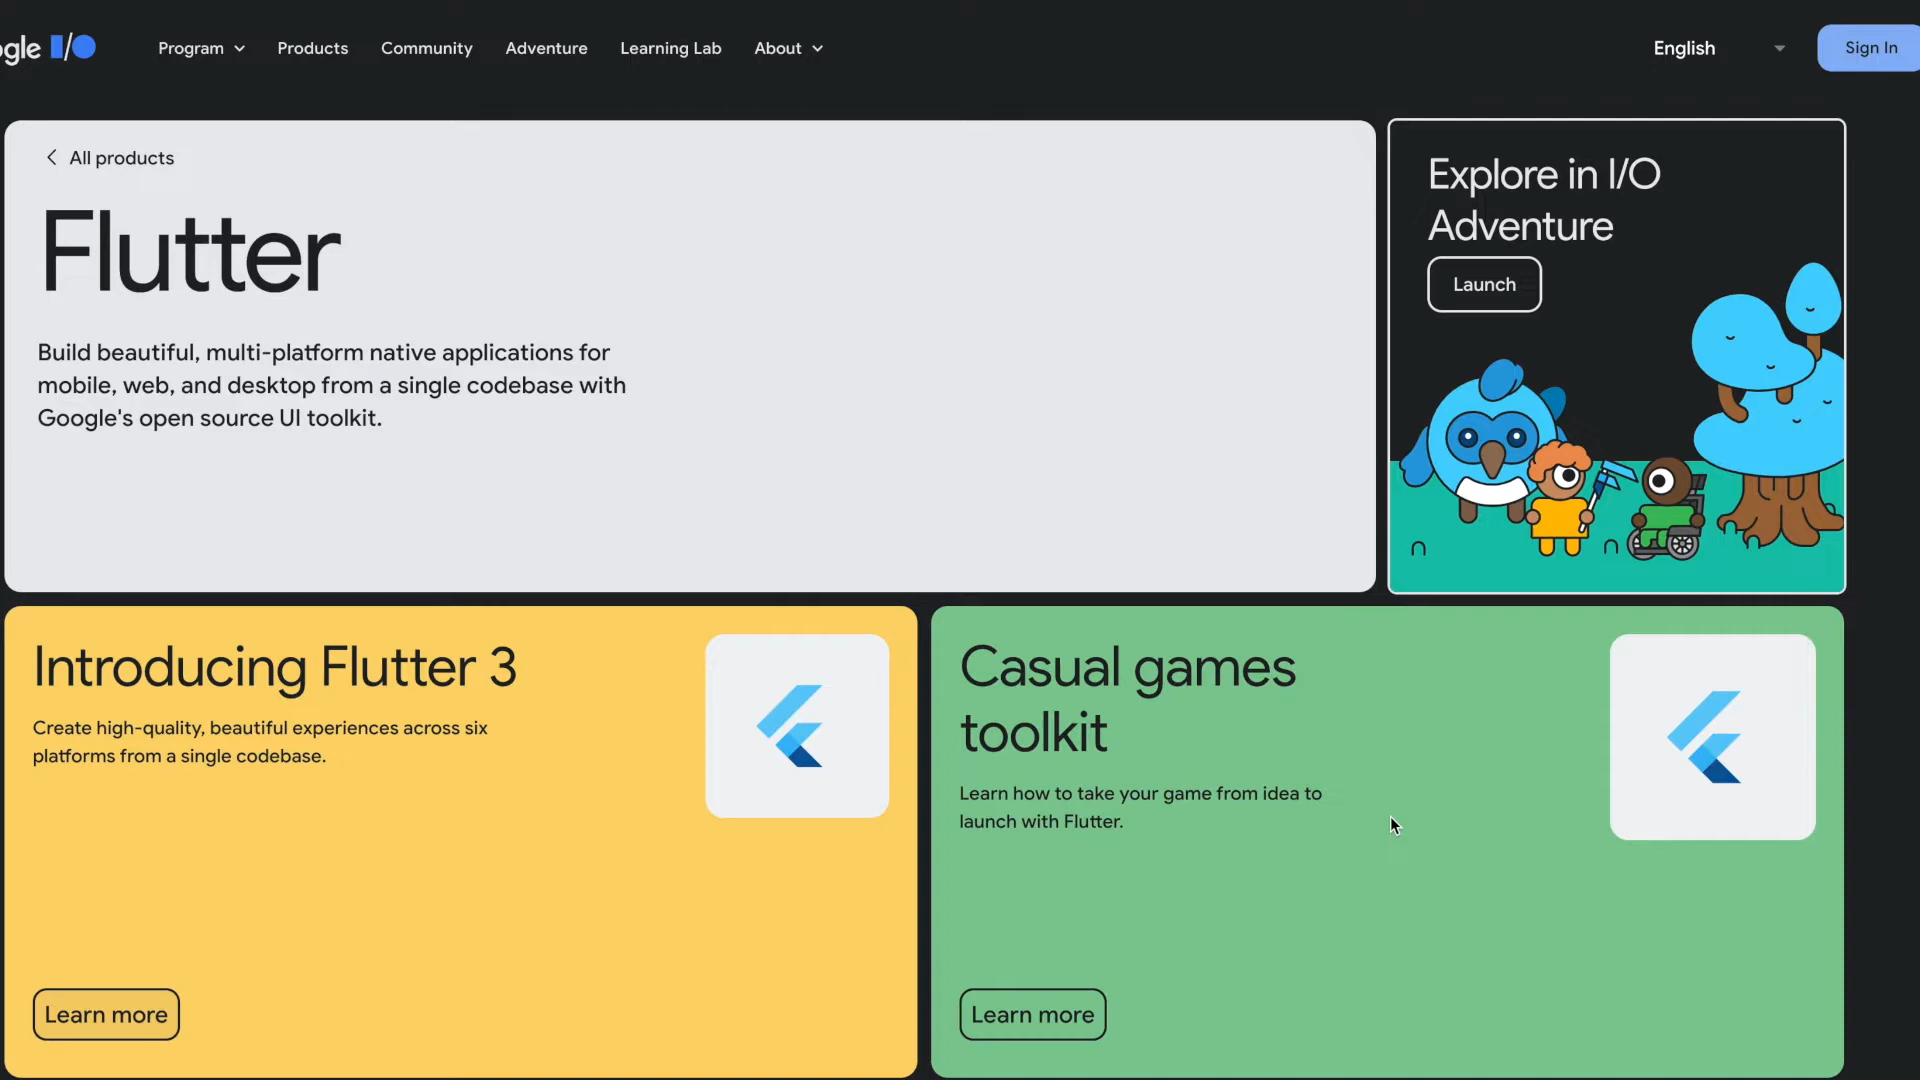 ogle I/O
Program
Products
Community
Adventure
Learning Lab
About
English
Sign In
All products
Flutter
Build beautiful, multi-platform native applications for
mobile, web, and desktop from a single codebase with
Google's open source UI toolkit.
Explore in I/O
Adventure
Launch
Introducing Flutter 3
Create high-quality, beautiful experiences across six
platforms from a single codebase.
Learn more
Casual games
toolkit
Learn how to take your game from idea to
launch with Flutter.
Learn more